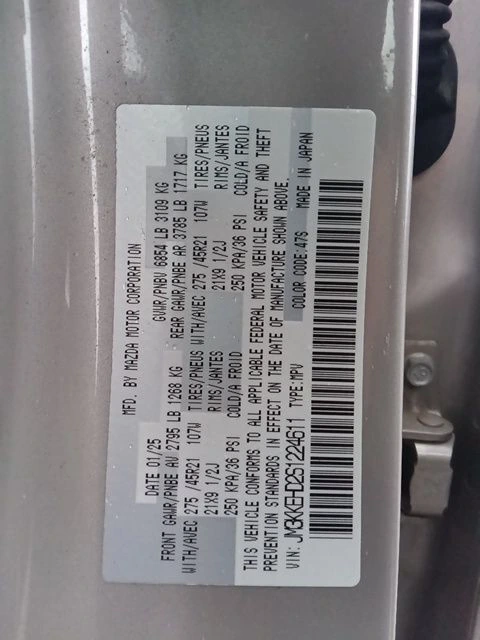 MFD. BY MAZDA MOTOR CORPORATION
DATE 01/25 GVWR/PNBV 6854 LB 3109 KG
FRONT GAWR/PNBE AV 2795 LB 1268 KG REAR GAWR/PNBE AR 3785 LB 1717 KG
WITH/AVEC 275 /45R21 107W TIRES/PNEUS WITH/AVEC 275 /45R21 107W TIRES/PNEUS
21X9 1/2J RIMS/JANTES 21X9 1/2J RIMS/JANTES
250 KPA/36 PSI COLD/A FROID 250 KPA/36 PSI COLD/A FROID
THIS VEHICLE CONFORMS TO ALL APPLICABLE FEDERAL MOTOR VEHICLE SAFETY AND THEFT
PREVENTION STANDARDS IN EFFECT ON THE DATE OF MANUFACTURE SHOWN ABOVE.
VIN: JM3KKEHD2S1224611 TYPE:MPV COLOR CODE:47S MADE IN JAPAN